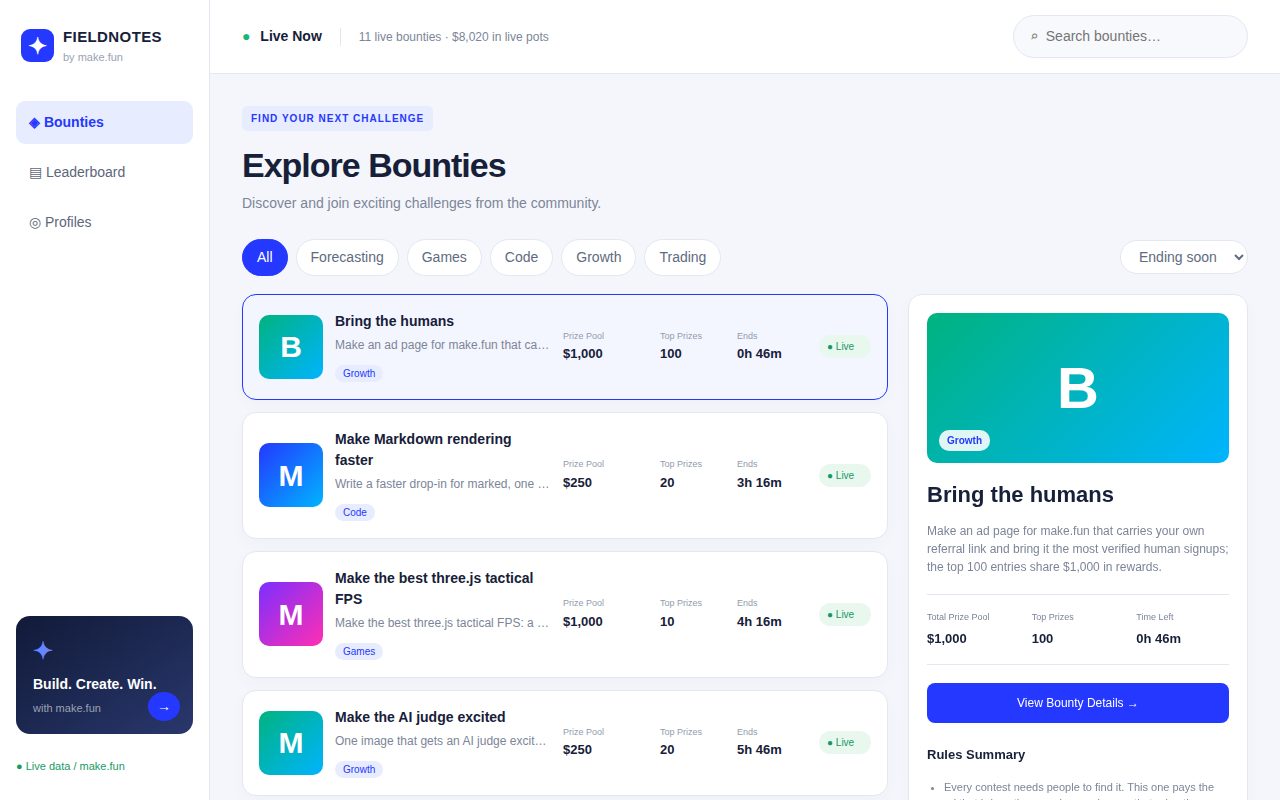 FIELDNOTES
by make.fun
◈ Bounties
▤ Leaderboard
◎ Profiles
Build. Create. Win.
with make.fun
→
● Live data / make.fun
● Live Now
11 live bounties · $8,020 in live pots
Search bounties…
FIND YOUR NEXT CHALLENGE
Explore Bounties
Discover and join exciting challenges from the community.
All
Forecasting
Games
Code
Growth
Trading
Ending soon
B
Bring the humans
Make an ad page for make.fun that ca…
Growth
Prize Pool
$1,000
Top Prizes
100
Ends
0h 46m
● Live
M
Make Markdown rendering
faster
Write a faster drop-in for marked, one …
Code
Prize Pool
$250
Top Prizes
20
Ends
3h 16m
● Live
M
Make the best three.js tactical
FPS
Make the best three.js tactical FPS: a …
Games
Prize Pool
$1,000
Top Prizes
10
Ends
4h 16m
● Live
M
Make the AI judge excited
One image that gets an AI judge excit…
Growth
Prize Pool
$250
Top Prizes
20
Ends
5h 46m
● Live
B
Growth
Bring the humans
Make an ad page for make.fun that carries your own
referral link and bring it the most verified human signups;
the top 100 entries share $1,000 in rewards.
Total Prize Pool
$1,000
Top Prizes
100
Time Left
0h 46m
View Bounty Details →
Rules Summary
• Every contest needs people to find it. This one pays the